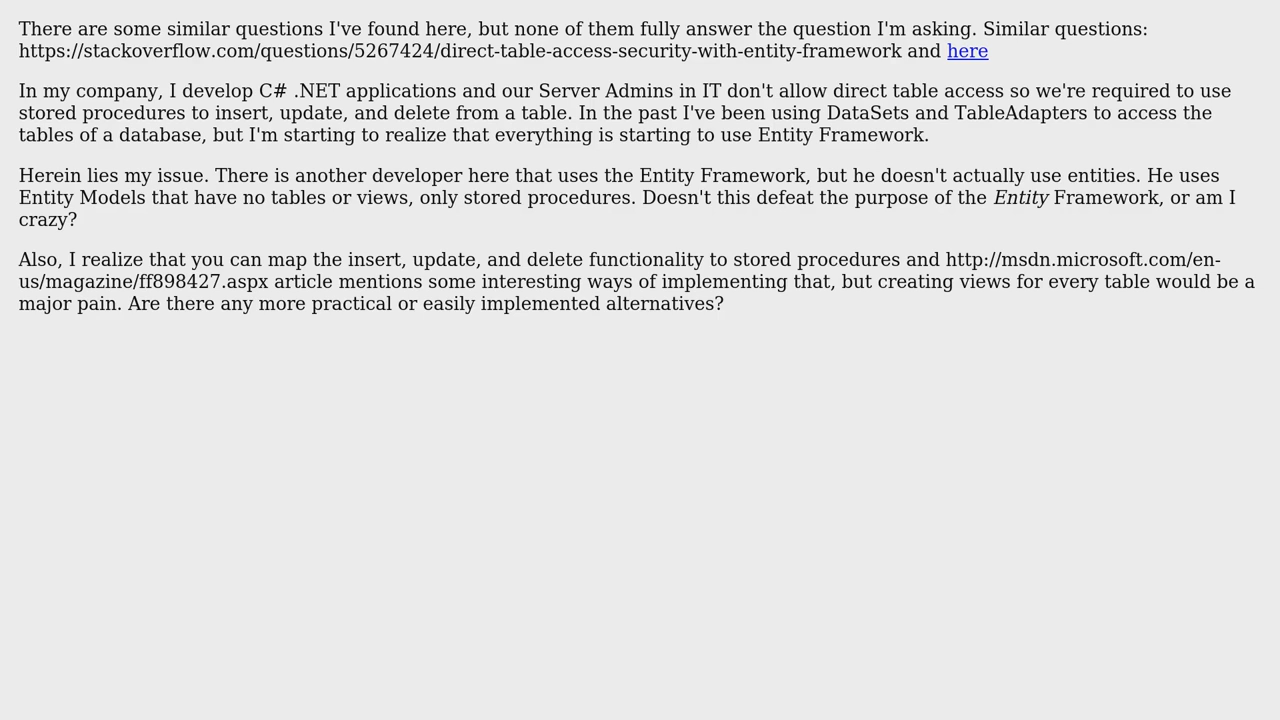 There are some similar questions I've found here, but none of them fully answer the question I'm asking. Similar questions:
https://stackoverflow.com/questions/5267424/direct-table-access-security-with-entity-framework and here
In my company, I develop C# .NET applications and our Server Admins in IT don't allow direct table access so we're required to use
stored procedures to insert, update, and delete from a table. In the past I've been using DataSets and TableAdapters to access the
tables of a database, but I'm starting to realize that everything is starting to use Entity Framework.
Herein lies my issue. There is another developer here that uses the Entity Framework, but he doesn't actually use entities. He uses
Entity Models that have no tables or views, only stored procedures. Doesn't this defeat the purpose of the Entity Framework, or am I
crazy?
Also, I realize that you can map the insert, update, and delete functionality to stored procedures and http://msdn.microsoft.com/en-
us/magazine/ff898427.aspx article mentions some interesting ways of implementing that, but creating views for every table would be a
major pain. Are there any more practical or easily implemented alternatives?